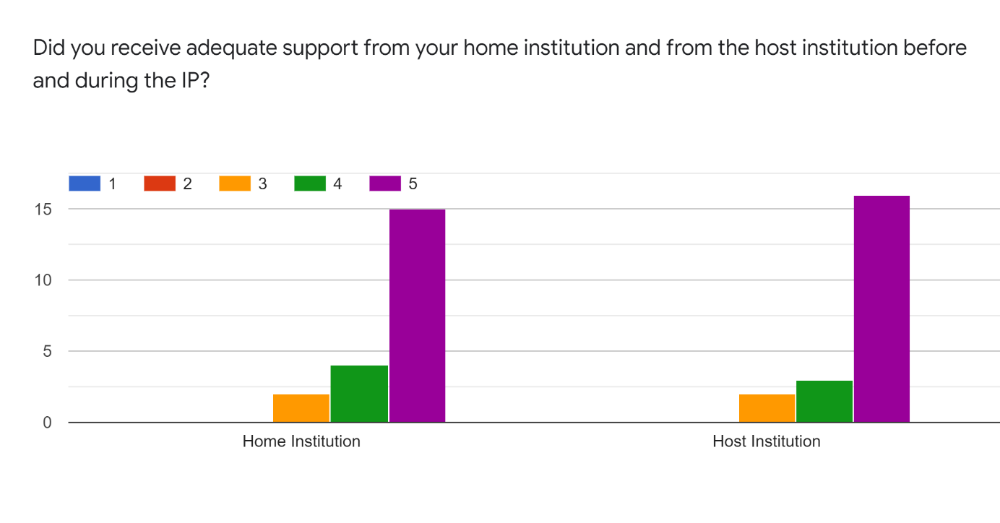 Did you receive adequate support from your home institution and from the host institution before
and during the IP?
1 2 3 4 5
15
10
5
0
Home Institution Host Institution